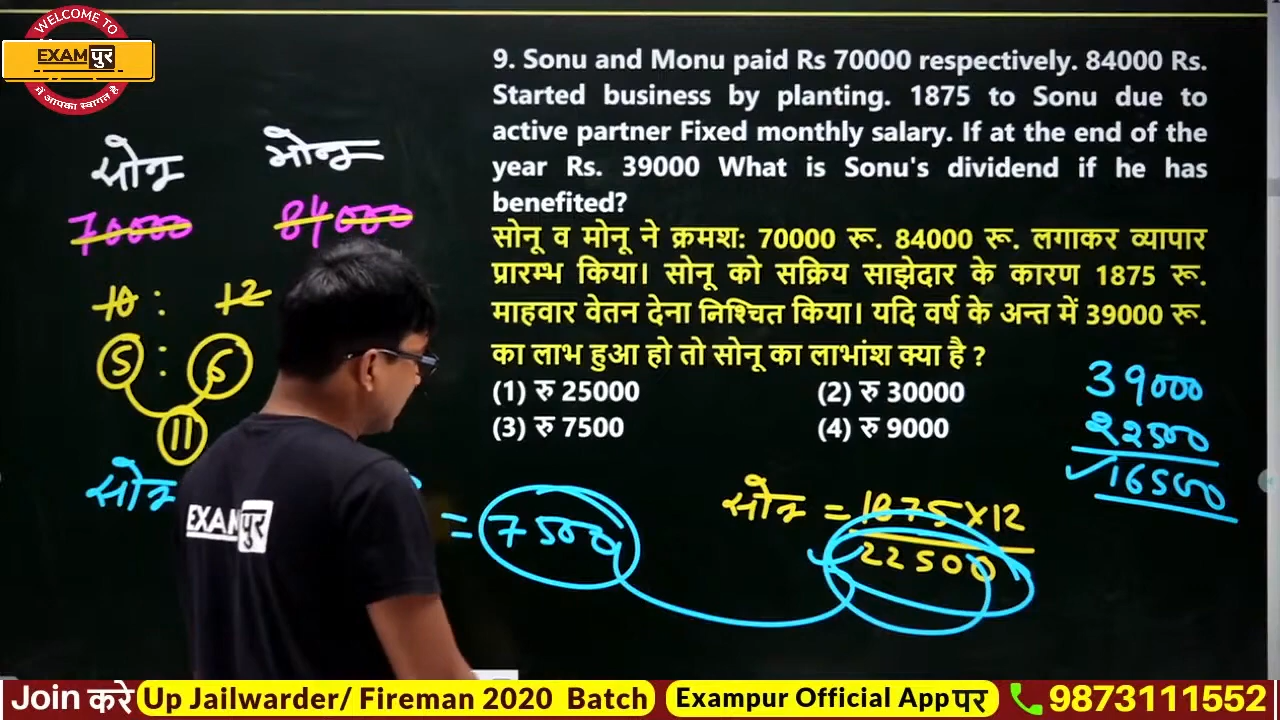 WELCOME TO
EXAMपुर
में आपका स्वागत है
9. Sonu and Monu paid Rs 70000 respectively. 84000 Rs.
Started business by planting. 1875 to Sonu due to
active partner Fixed monthly salary. If at the end of the
year Rs. 39000 What is Sonu's dividend if he has
benefited?
सोनू व मोनू ने क्रमश: 70000 रू. 84000 रू. लगाकर व्यापार
प्रारम्भ किया। सोनू को सक्रिय साझेदार के कारण 1875 रू.
माहवार वेतन देना निश्चित किया। यदि वर्ष के अन्त में 39000 रू.
का लाभ हुआ हो तो सोनू का लाभांश क्या है ?
(1) रु 25000 (2) रु 30000
(3) रु 7500 (4) रु 9000
सोनू मोनू
70000 84000
10 : 12
5 : 6
11
सोनू
= 7500
सोनू = 1875×12
22500
39000
22500
16500
EXAMपुर
Join करे Up Jailwarder/ Fireman 2020 Batch Exampur Official App पर 9873111552